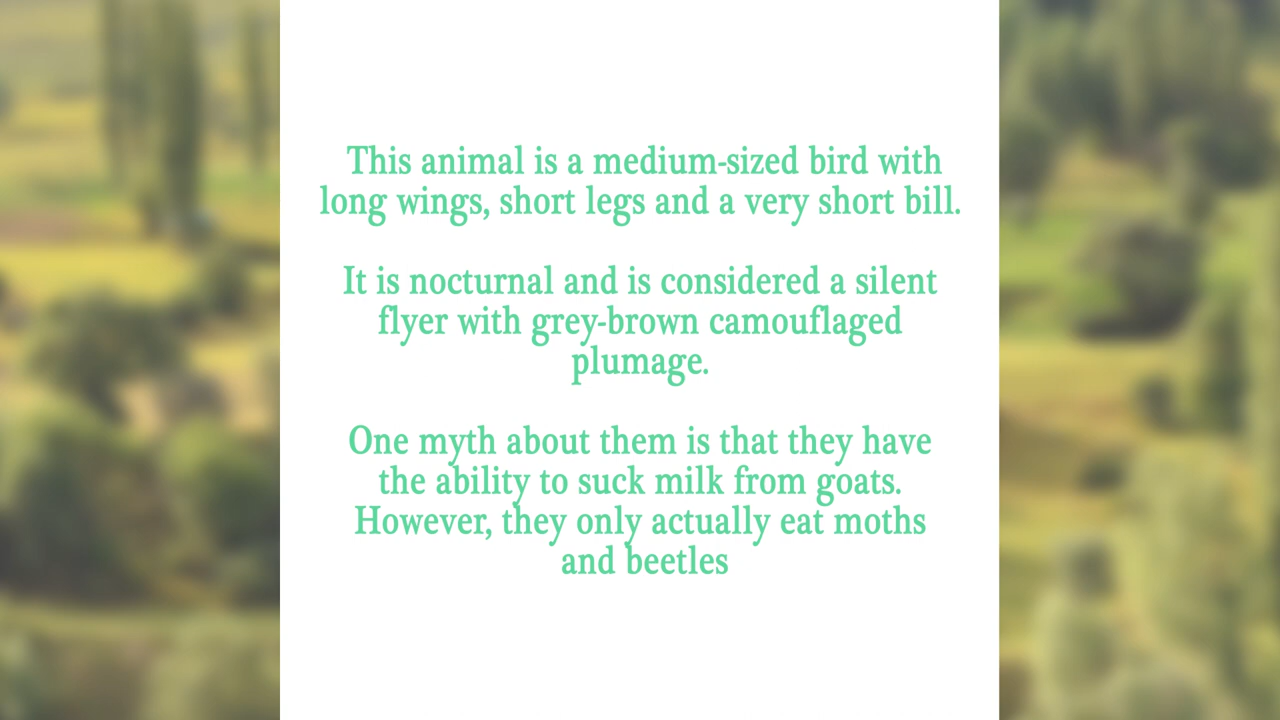 This animal is a medium-sized bird with
long wings, short legs and a very short bill.
It is nocturnal and is considered a silent
flyer with grey-brown camouflaged
plumage.
One myth about them is that they have
the ability to suck milk from goats.
However, they only actually eat moths
and beetles